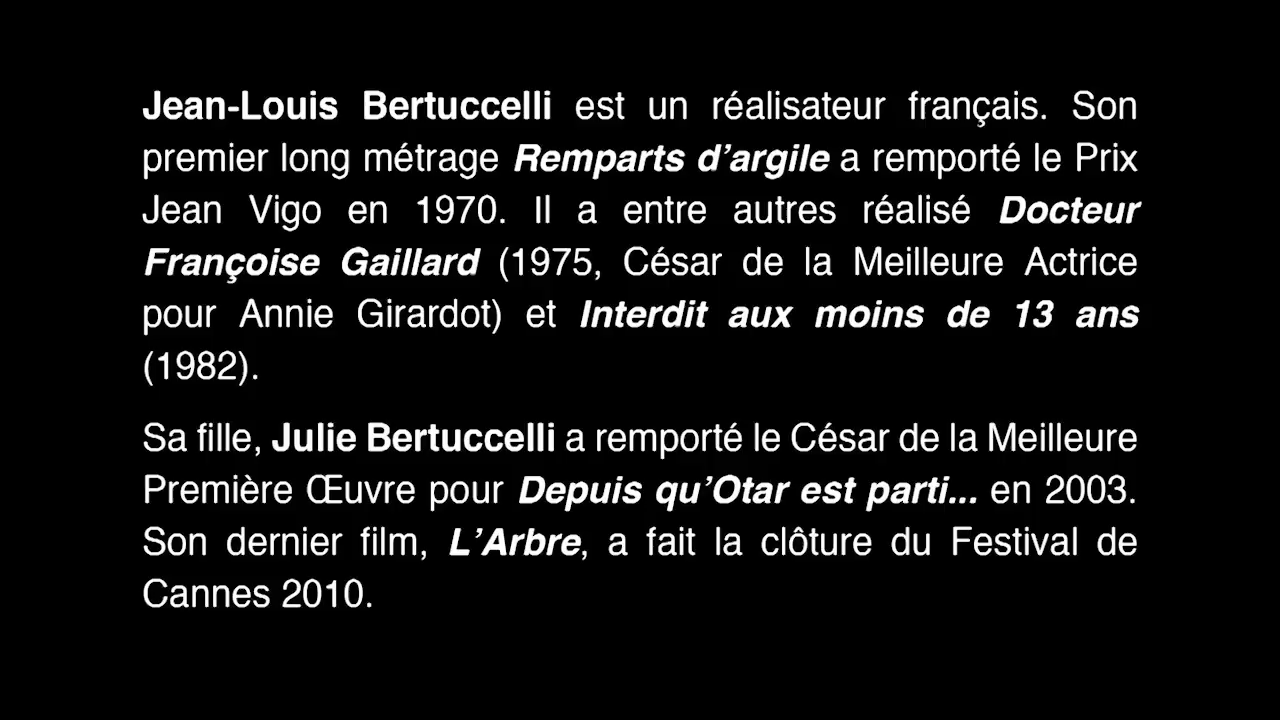 Jean-Louis Bertuccelli est un réalisateur français. Son
premier long métrage Remparts d’argile a remporté le Prix
Jean Vigo en 1970. Il a entre autres réalisé Docteur
Françoise Gaillard (1975, César de la Meilleure Actrice
pour Annie Girardot) et Interdit aux moins de 13 ans
(1982).
Sa fille, Julie Bertuccelli a remporté le César de la Meilleure
Première Œuvre pour Depuis qu’Otar est parti... en 2003.
Son dernier film, L’Arbre, a fait la clôture du Festival de
Cannes 2010.